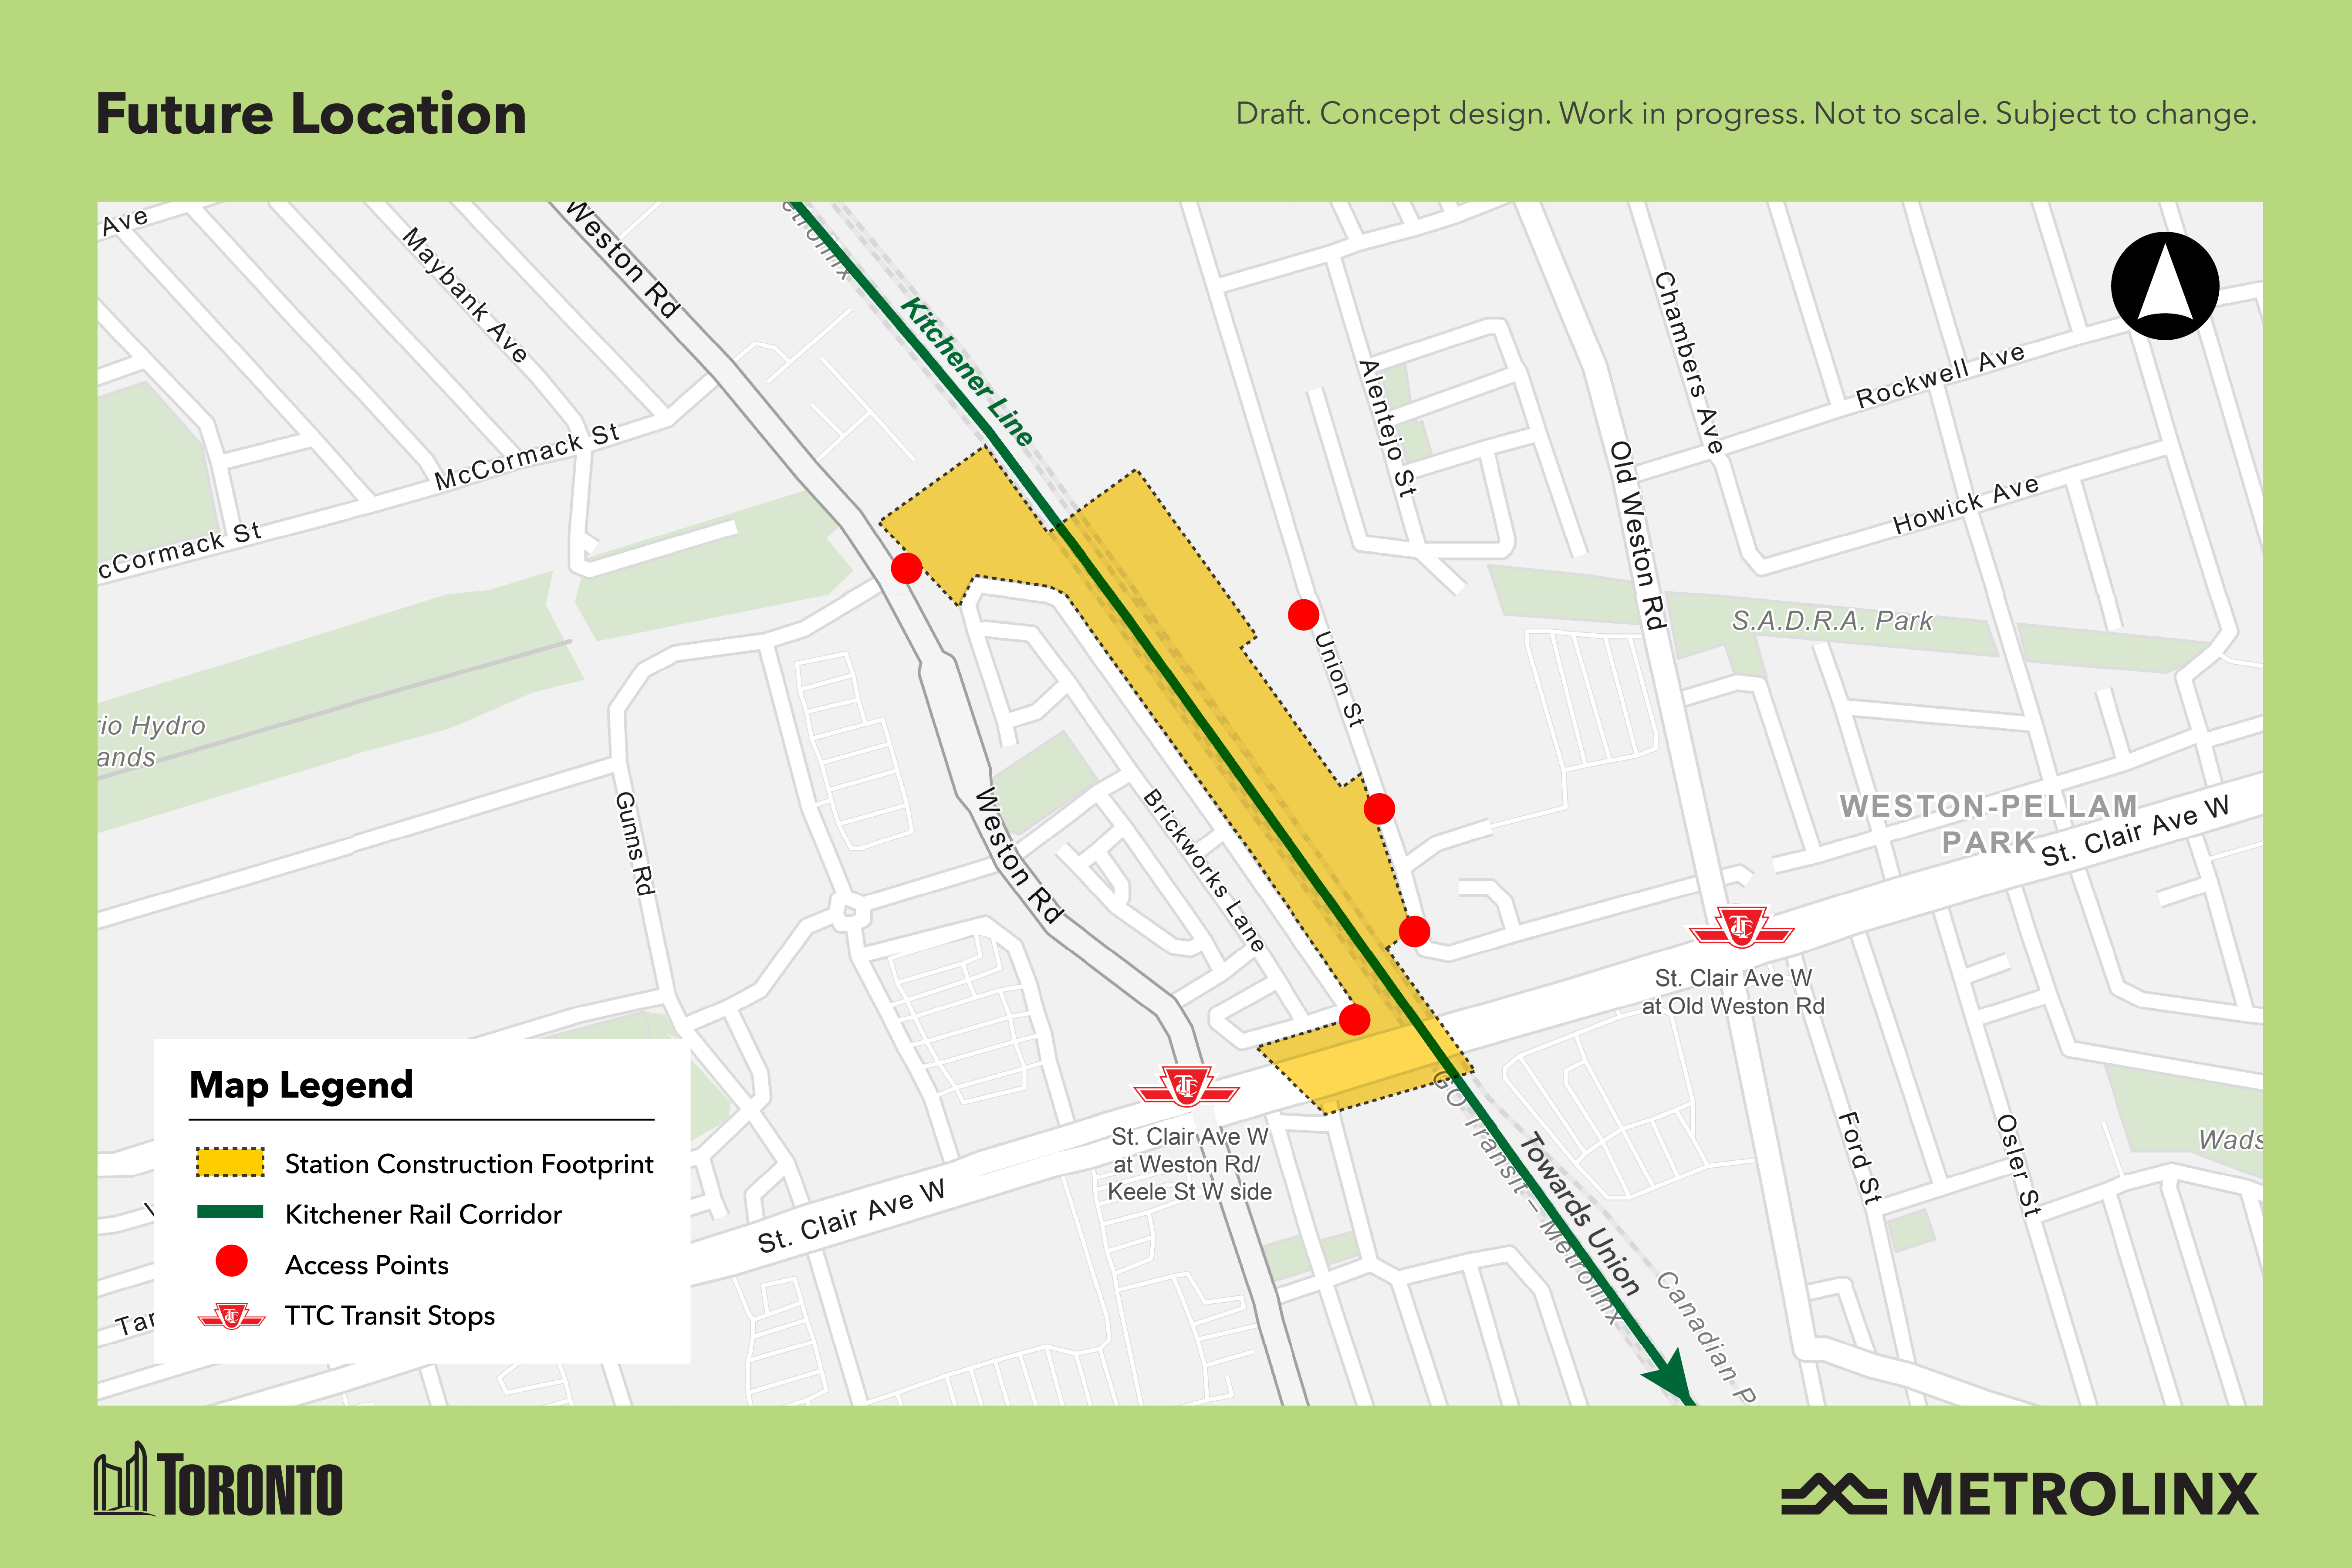 Future Location
Draft. Concept design. Work in progress. Not to scale. Subject to change.
Ave
Maybank Ave
Weston Rd
etrolinx
Kitchener Line
Chambers Ave
Rockwell Ave
Alentejo St
McCormack St
Old Weston Rd
Howick Ave
cCormack St
S.A.D.R.A. Park
Union St
rio Hydro
ands
Gunns Rd
Weston Rd
Brickworks Lane
WESTON-PELLAM
PARK
St. Clair Ave W
St. Clair Ave W
at Old Weston Rd
St. Clair Ave W
at Weston Rd/
Keele St W side
GO Transit – Metrolinx
Towards Union
Canadian P
Ford St
Osler St
Wads
St. Clair Ave W
Tar
Map Legend
Station Construction Footprint
Kitchener Rail Corridor
Access Points
TTC
TTC Transit Stops
TORONTO
METROLINX